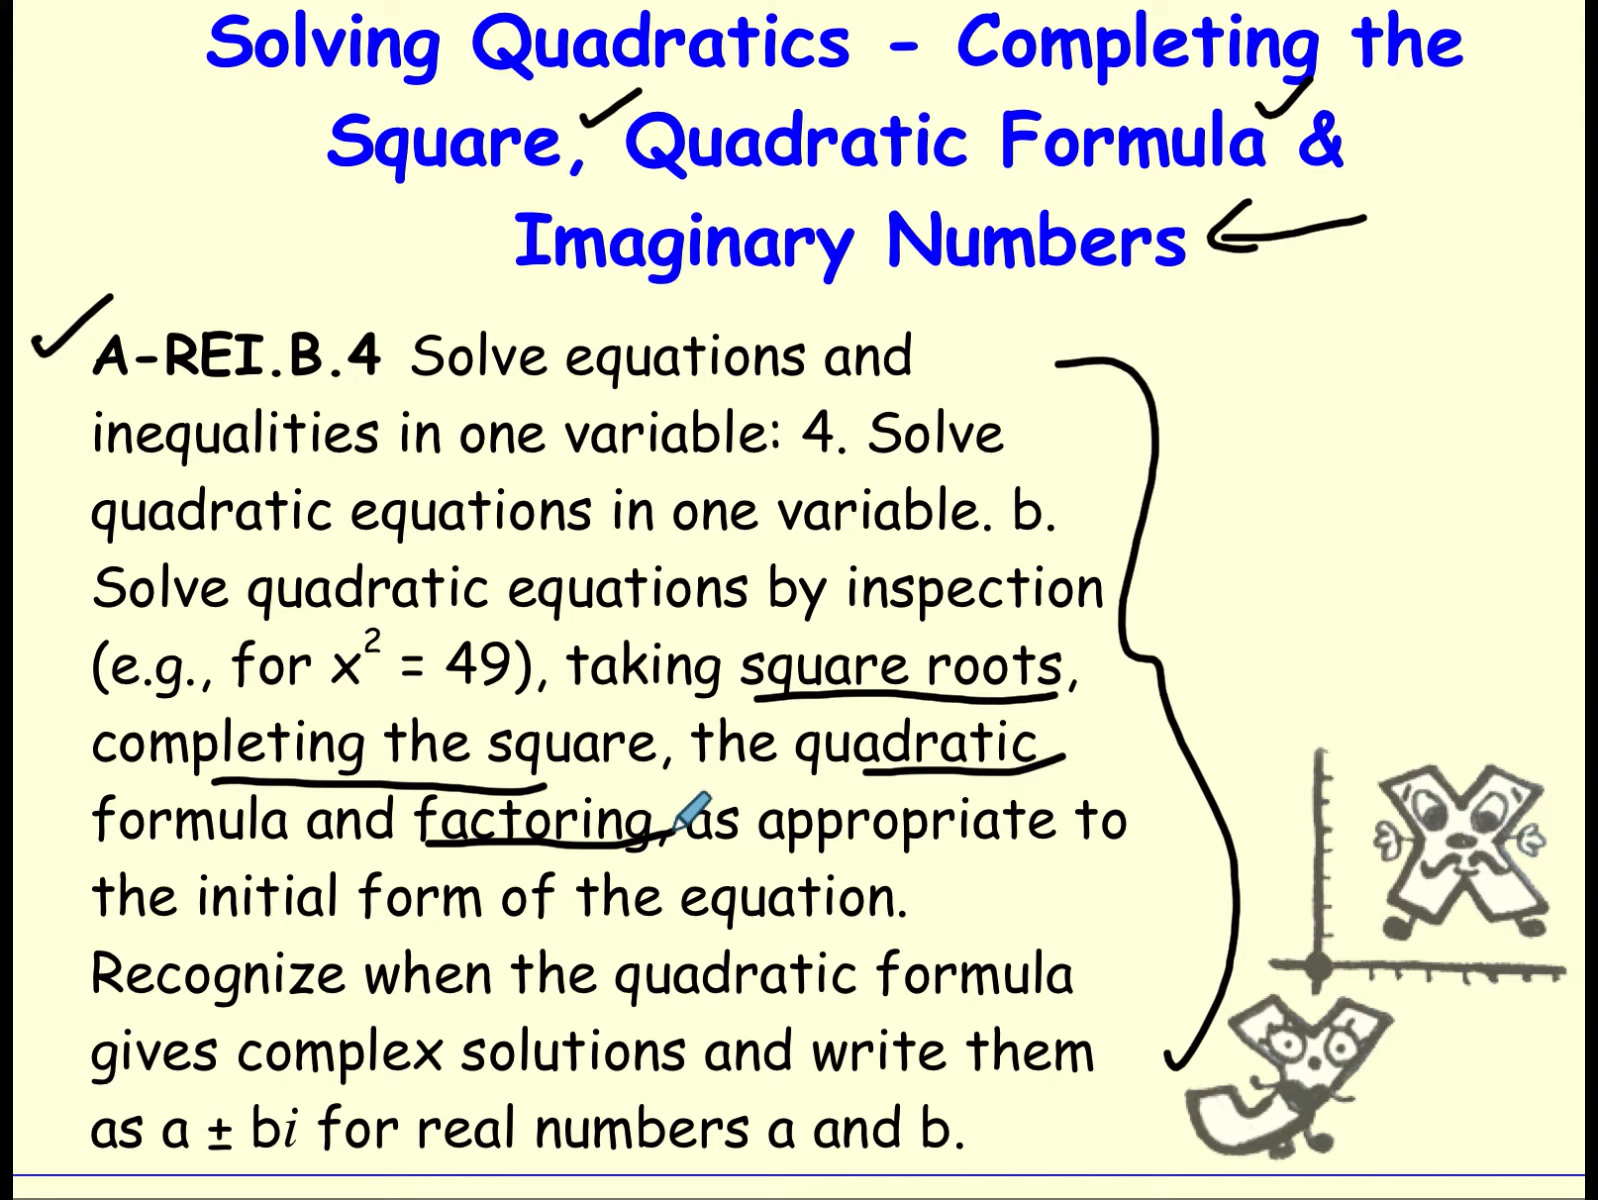 Solving Quadratics - Completing the
Square, Quadratic Formula &
Imaginary Numbers
A-REI.B.4 Solve equations and
inequalities in one variable: 4. Solve
quadratic equations in one variable. b.
Solve quadratic equations by inspection
(e.g., for x² = 49), taking square roots,
completing the square, the quadratic
formula and factoring, as appropriate to
the initial form of the equation.
Recognize when the quadratic formula
gives complex solutions and write them
as a ± bi for real numbers a and b.